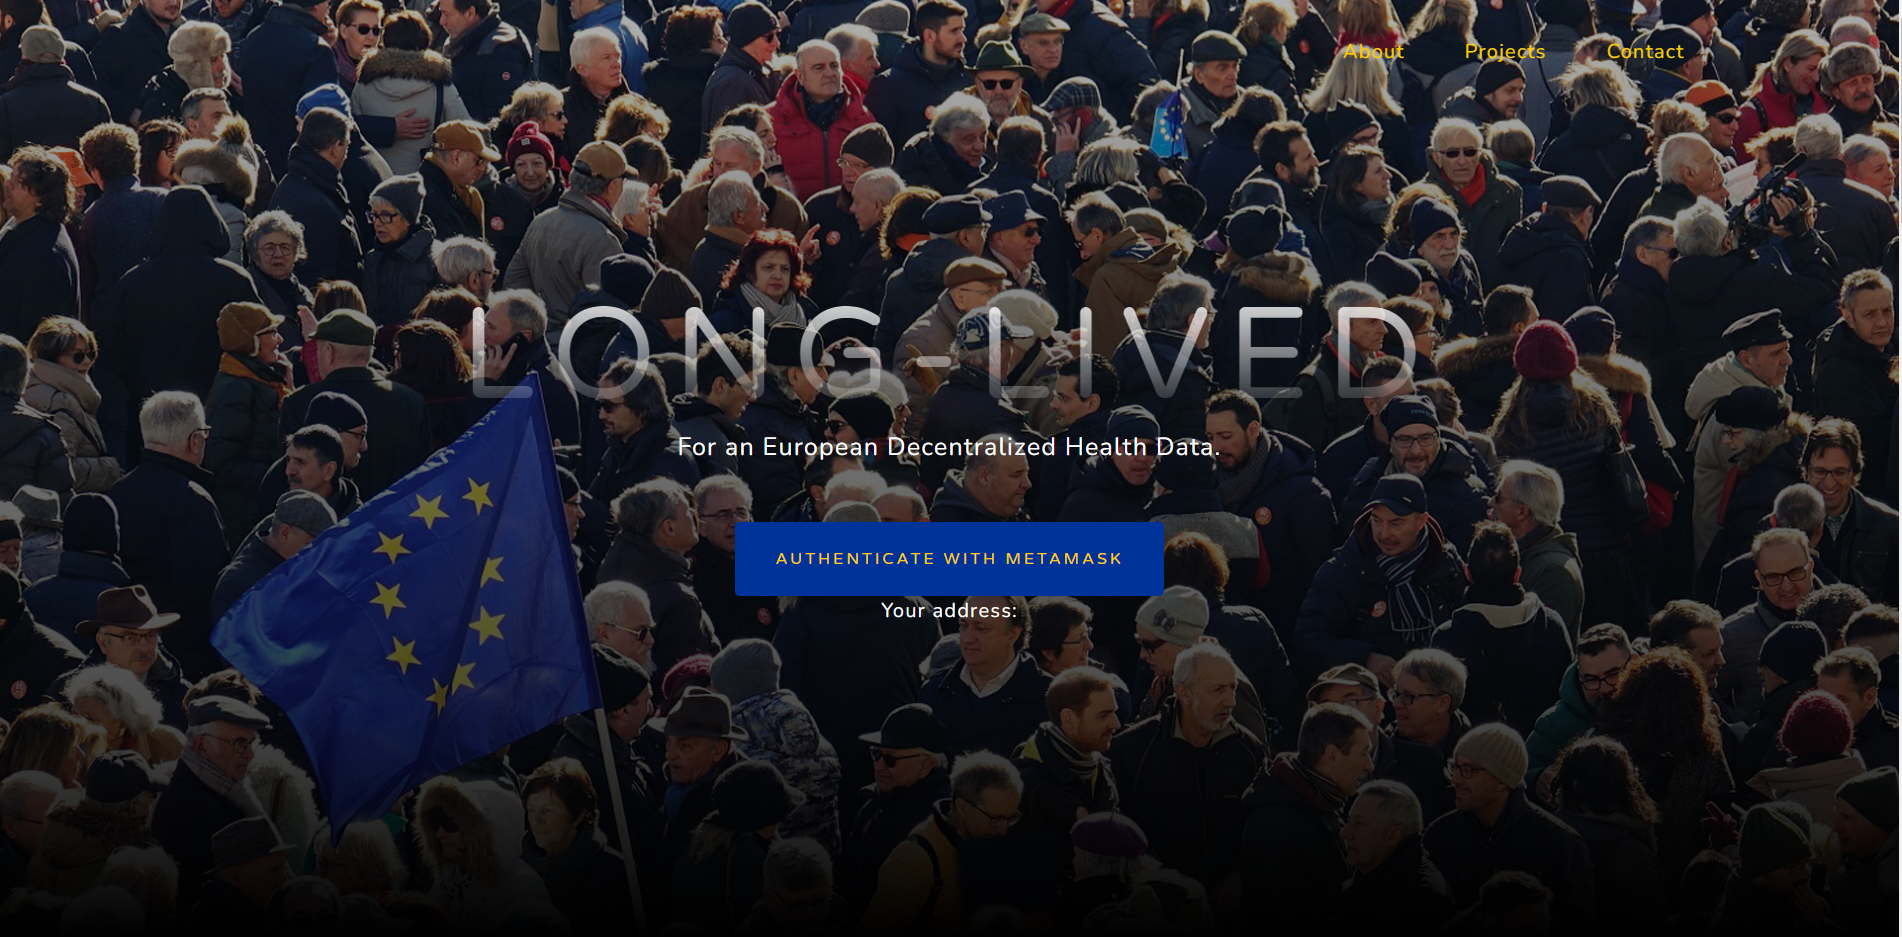 About Projects Contact
LONG-LIVED
For an European Decentralized Health Data.
AUTHENTICATE WITH METAMASK
Your address: